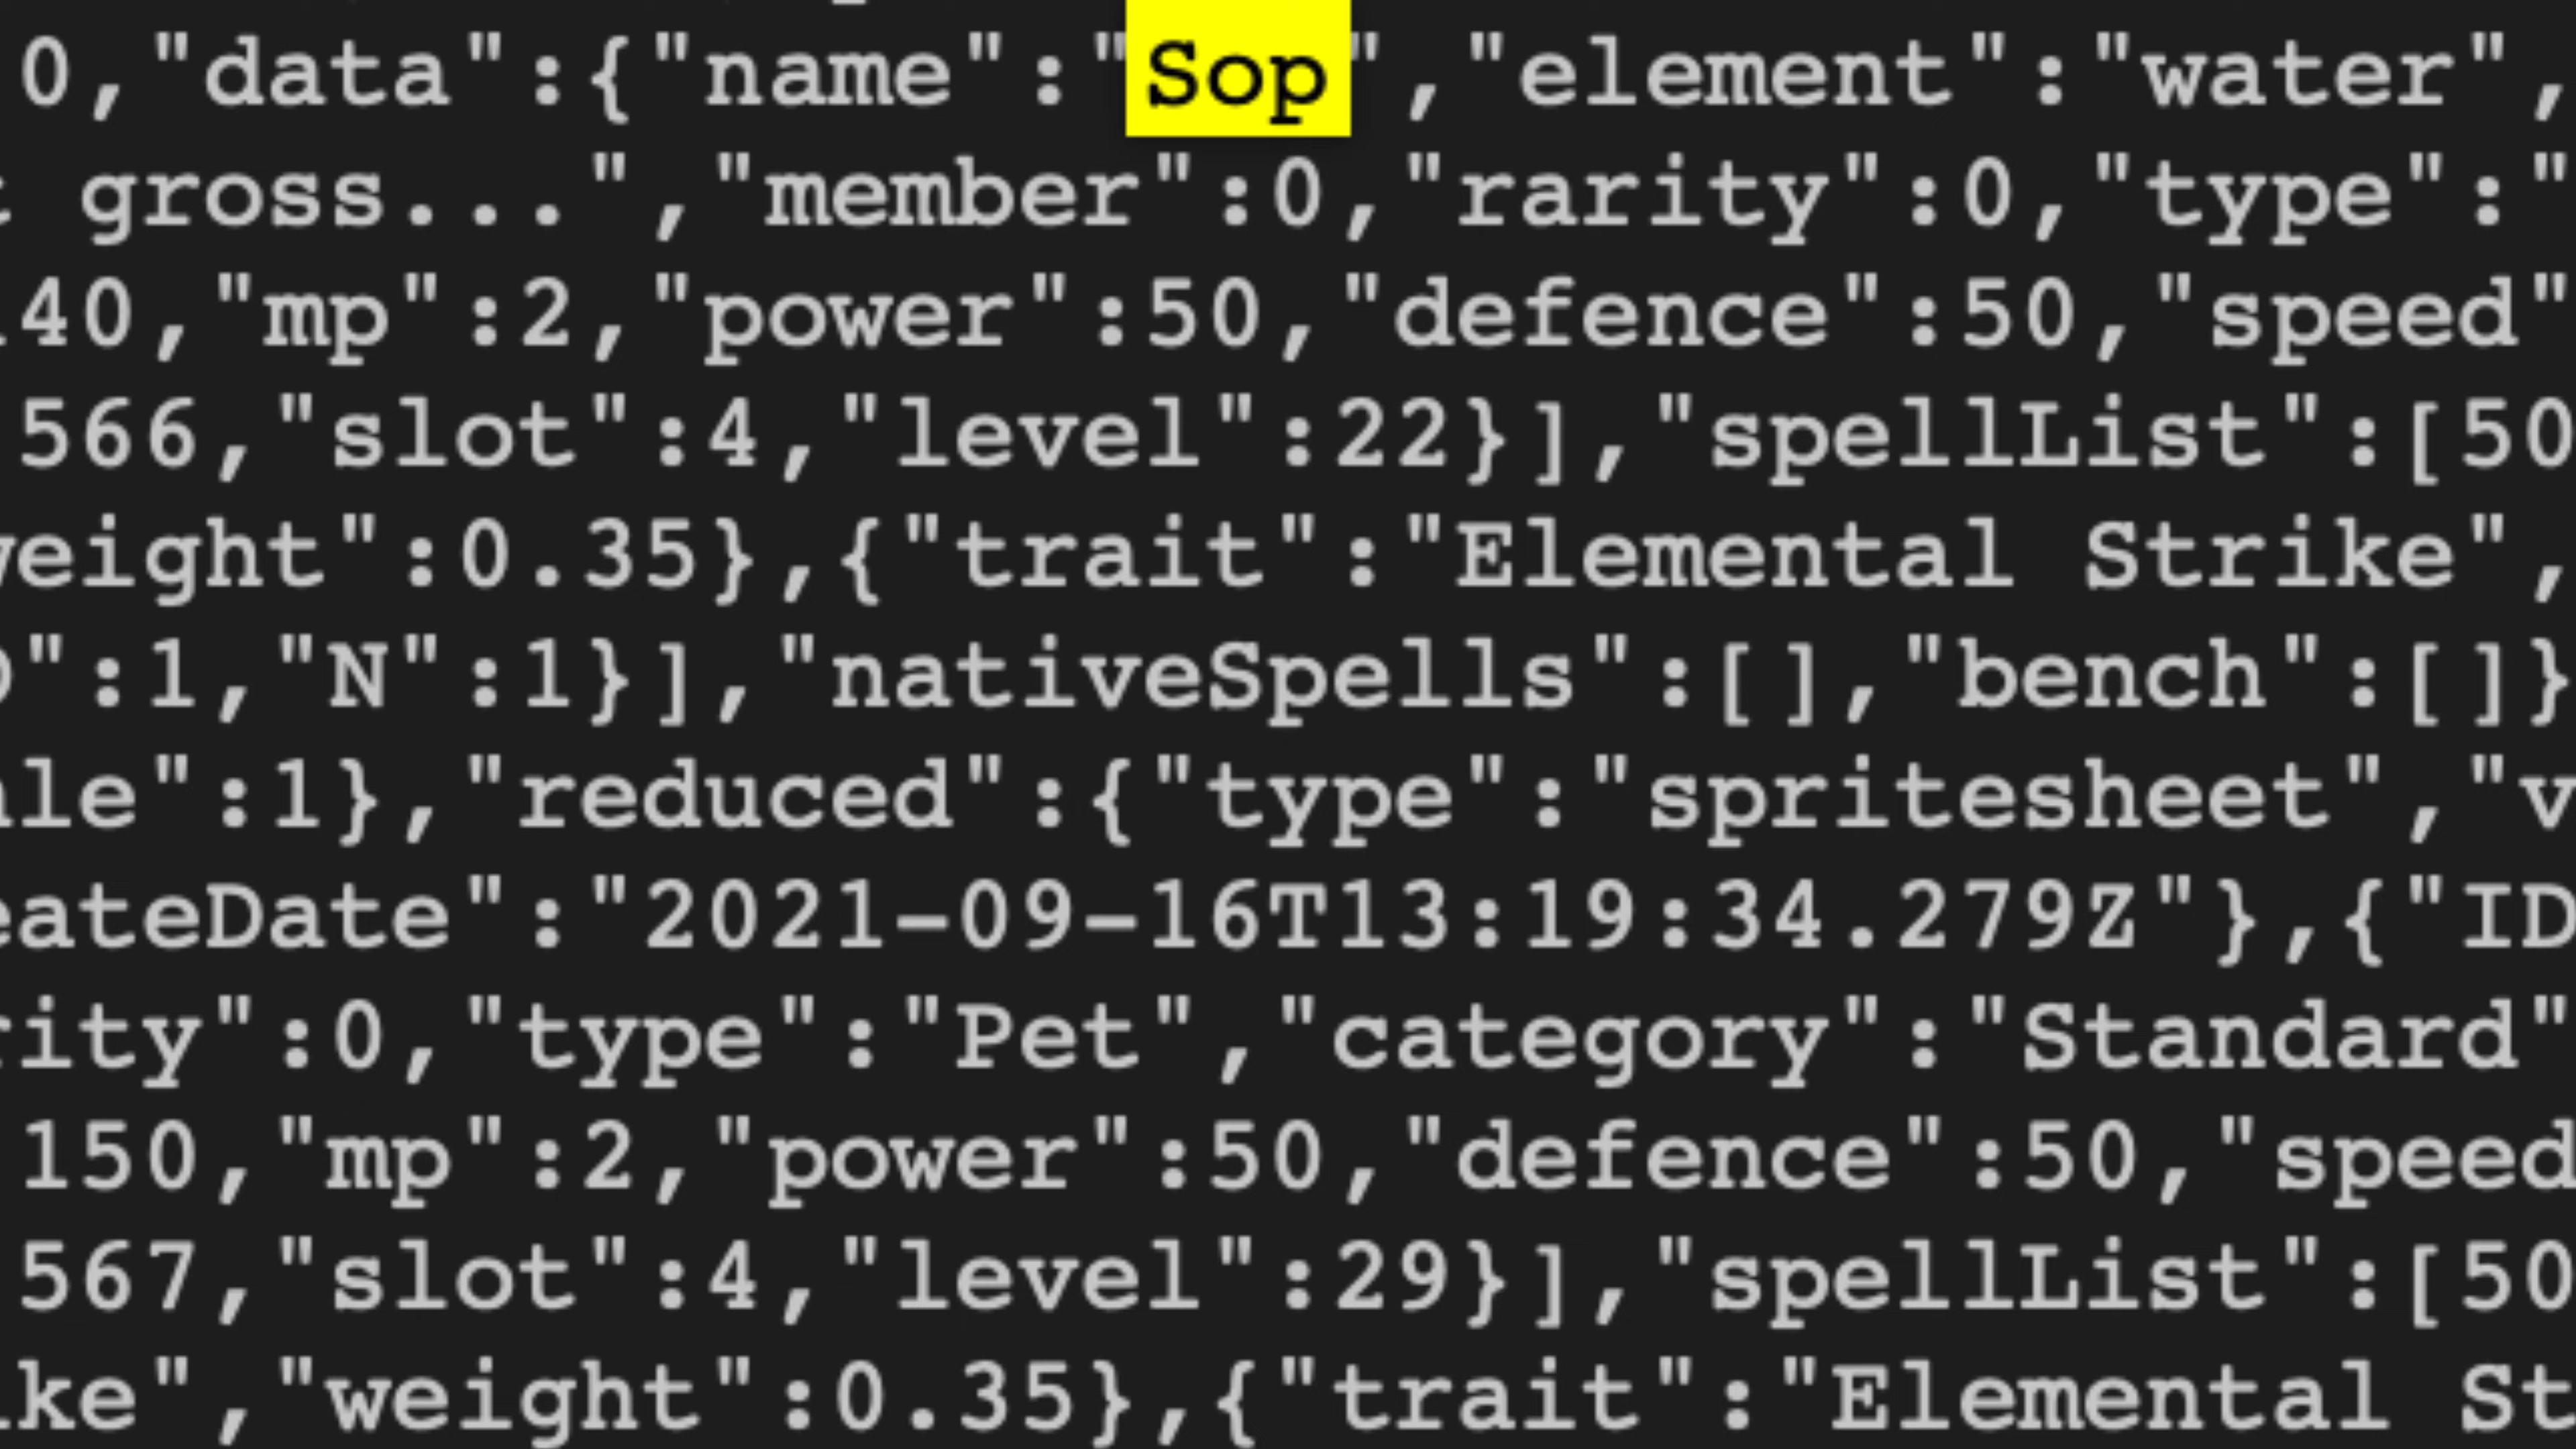 0,"data":{"name":"Sop","element":"water",
gross...","member":0,"rarity":0,"type":"
40,"mp":2,"power":50,"defence":50,"speed"
566,"slot":4,"level":22}],"spellList":[50
weight":0.35},{"trait":"Elemental Strike",
":1,"N":1}],"nativeSpells":[],"bench":[]}
le":1},"reduced":{"type":"spritesheet","v
eateDate":"2021-09-16T13:19:34.279Z"},{"ID
ity":0,"type":"Pet","category":"Standard"
150,"mp":2,"power":50,"defence":50,"speed
567,"slot":4,"level":29}],"spellList":[50
ke","weight":0.35},{"trait":"Elemental St